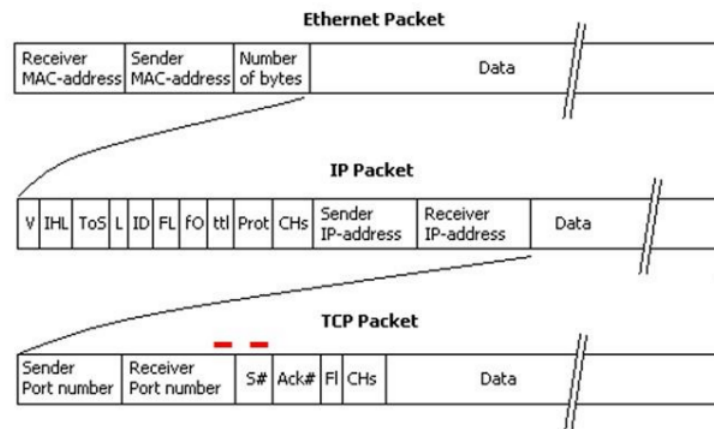 Ethernet Packet
Receiver MAC-address
Sender MAC-address
Number of bytes
Data
IP Packet
V
IHL
ToS
L
ID
FL
fO
ttl
Prot
CHs
Sender IP-address
Receiver IP-address
Data
TCP Packet
Sender Port number
Receiver Port number
S#
Ack#
Fl
CHs
Data